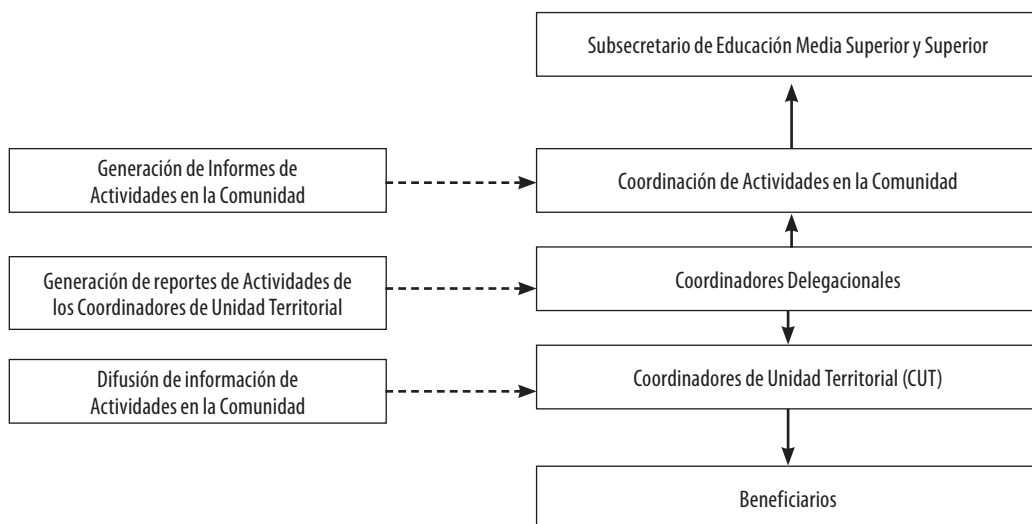 Subsecretario de Educación Media Superior y Superior
Generación de Informes de
Actividades en la Comunidad
Coordinación de Actividades en la Comunidad
Generación de reportes de Actividades de
los Coordinadores de Unidad Territorial
Coordinadores Delegacionales
Difusión de información de
Actividades en la Comunidad
Coordinadores de Unidad Territorial (CUT)
Beneficiarios